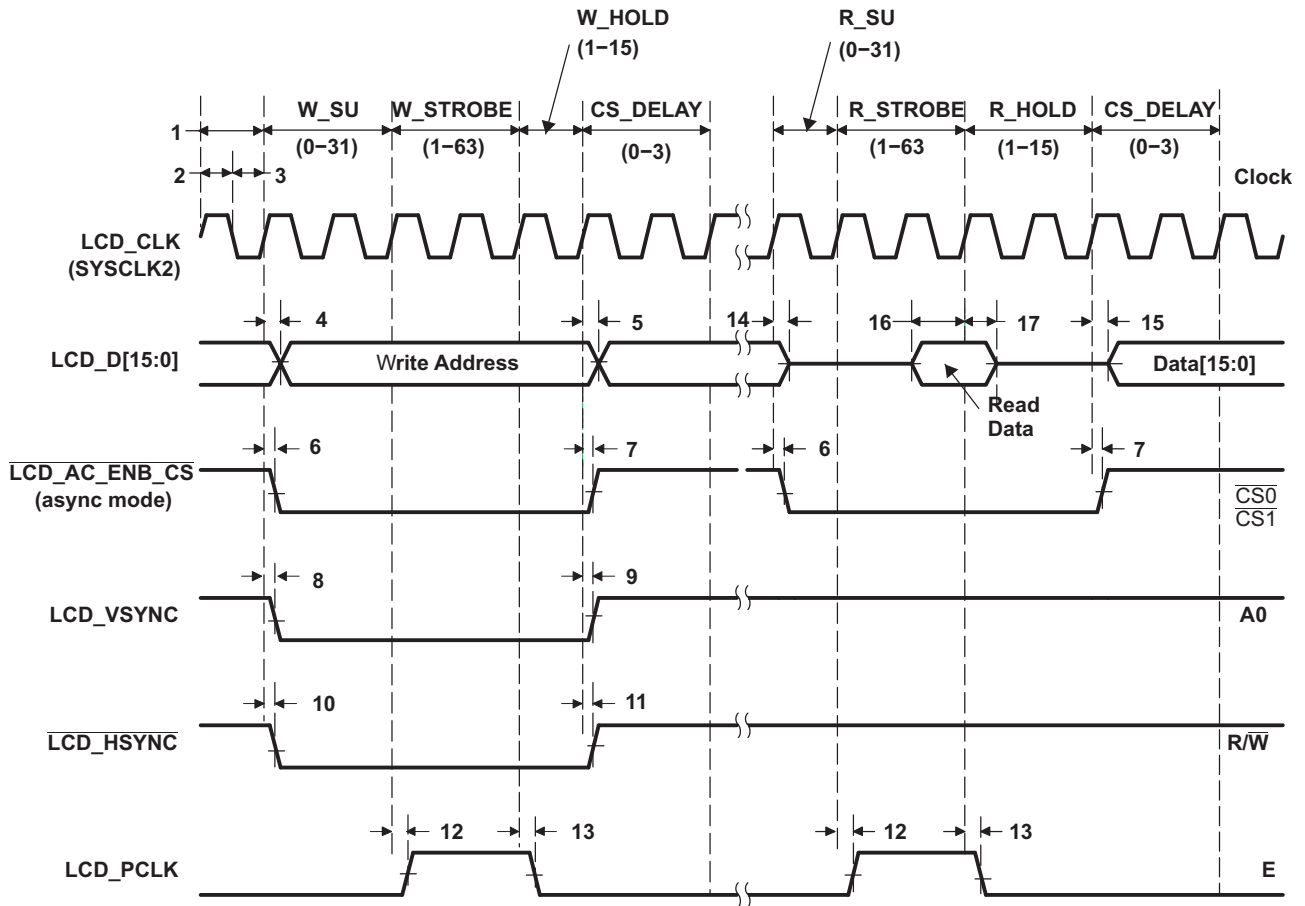 W_HOLD
(1−15)
R_SU
(0−31)
W_SU
W_STROBE
CS_DELAY
R_STROBE
R_HOLD
CS_DELAY
1
(0−31)
(1−63)
(0−3)
(1−63
(1−15)
(0−3)
2
3
Clock
LCD_CLK
(SYSCLK2)
4
5
14
16
17
15
LCD_D[15:0]
Write Address
Data[15:0]
Read
Data
6
7
6
7
LCD_AC_ENB_CS
(async mode)
CS0
CS1
8
9
LCD_VSYNC
A0
10
11
LCD_HSYNC
R/W
12
13
12
13
LCD_PCLK
E